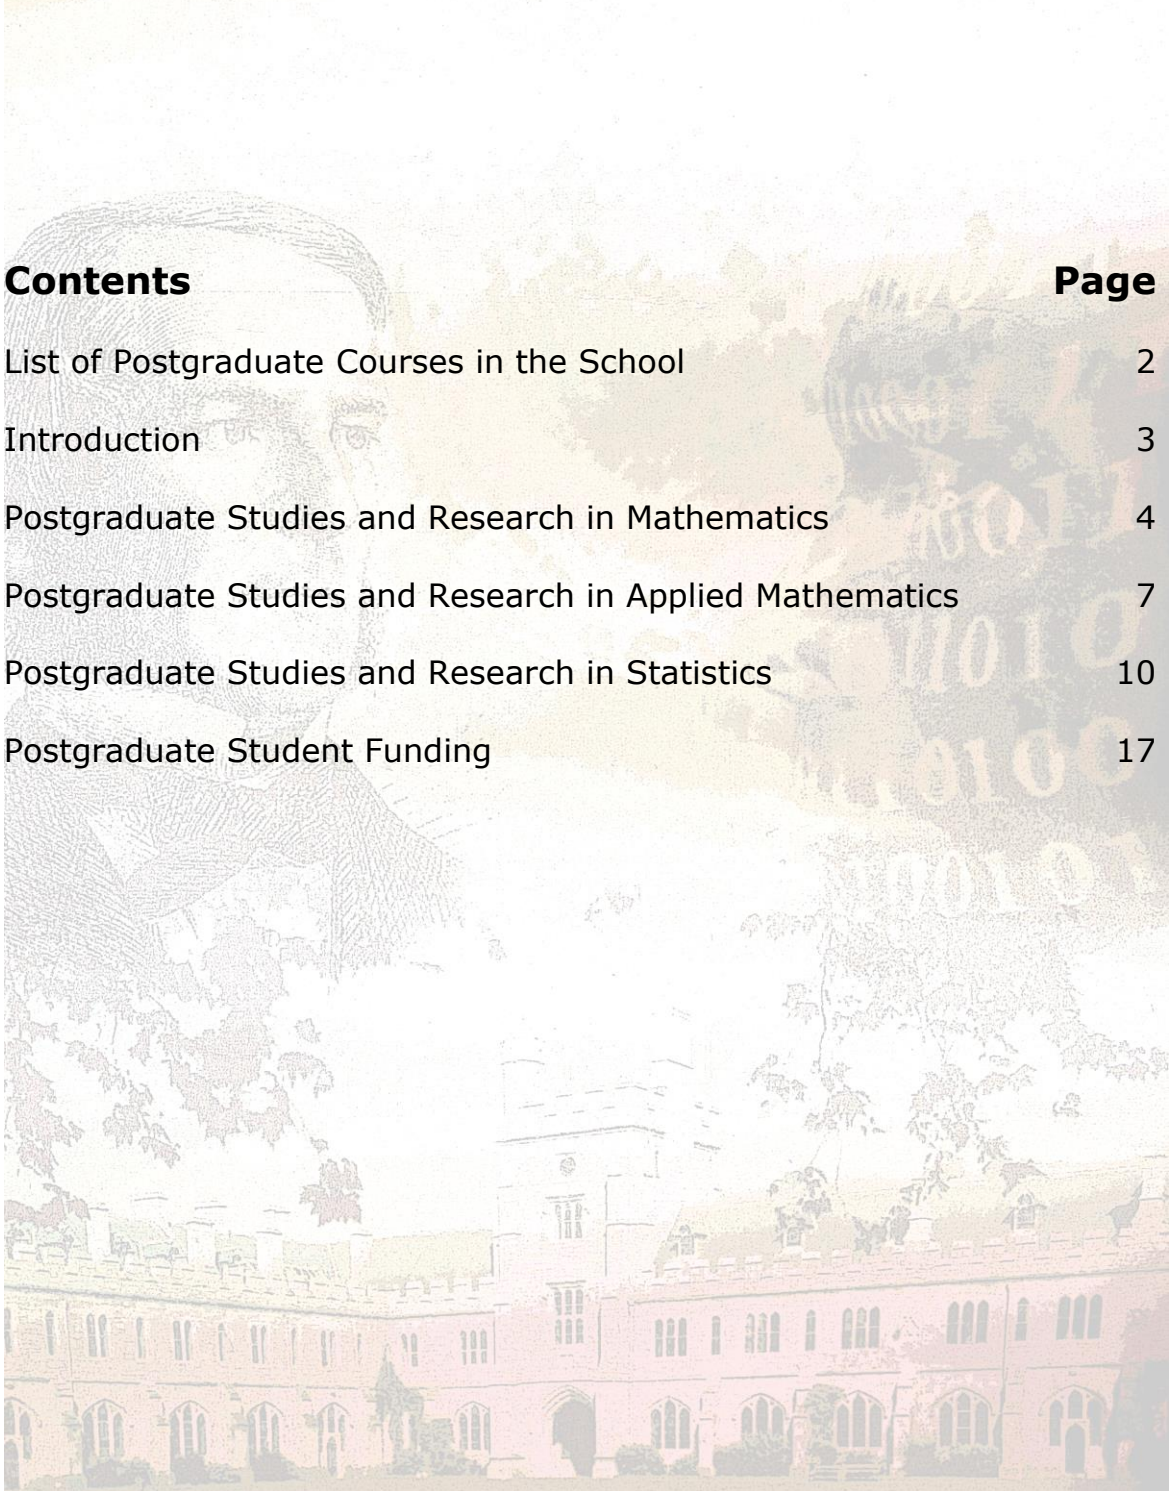 Contents Page
List of Postgraduate Courses in the School 2
Introduction 3
Postgraduate Studies and Research in Mathematics 4
Postgraduate Studies and Research in Applied Mathematics 7
Postgraduate Studies and Research in Statistics 10
Postgraduate Student Funding 17